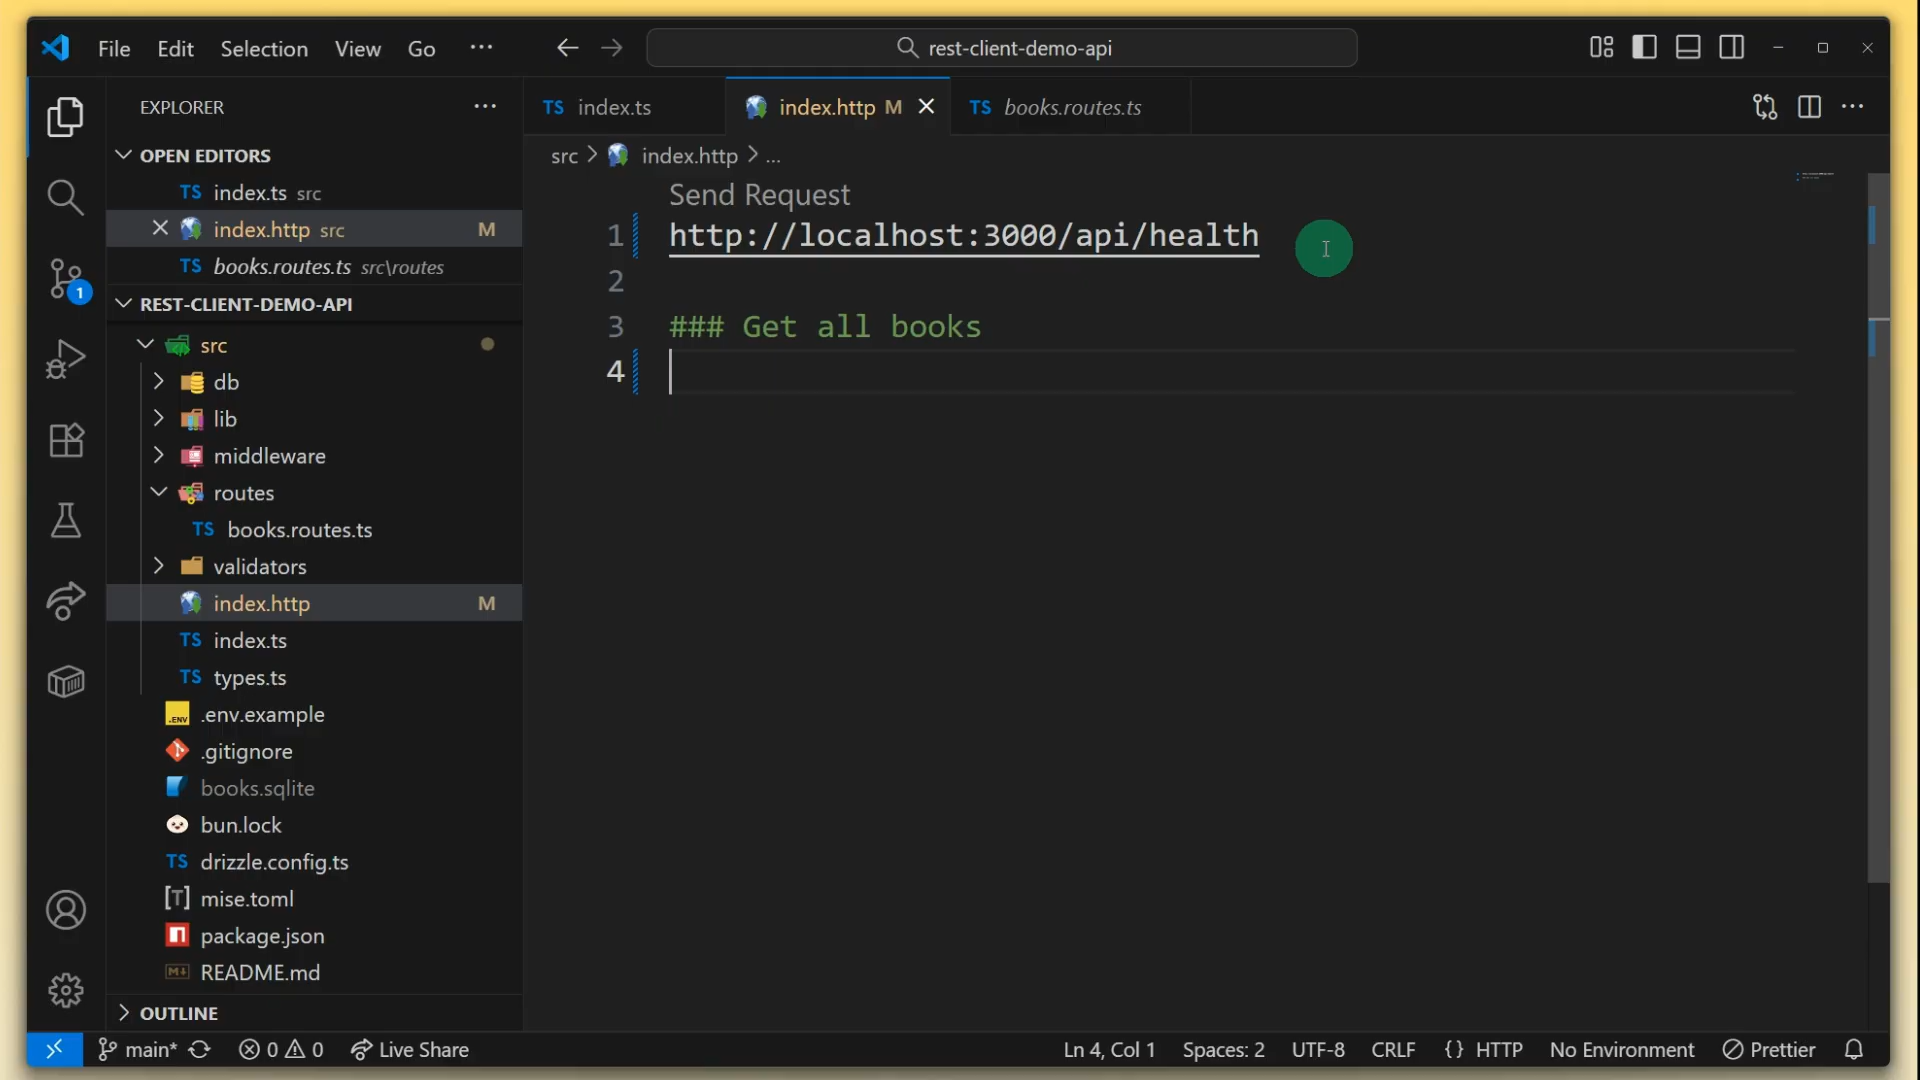 File Edit Selection View Go ...
rest-client-demo-api
EXPLORER
OPEN EDITORS
TS index.ts src
index.http src M
TS books.routes.ts src\routes
REST-CLIENT-DEMO-API
src
db
lib
middleware
routes
TS books.routes.ts
validators
index.http M
TS index.ts
TS types.ts
.ENV .env.example
.gitignore
books.sqlite
bun.lock
TS drizzle.config.ts
[T] mise.toml
package.json
M↓ README.md
OUTLINE
1
TS index.ts
index.http M
TS books.routes.ts
src > index.http > ...
Send Request
1 http://localhost:3000/api/health
2
3 ### Get all books
4
main* 0 0 Live Share
Ln 4, Col 1 Spaces: 2 UTF-8 CRLF {} HTTP No Environment Prettier